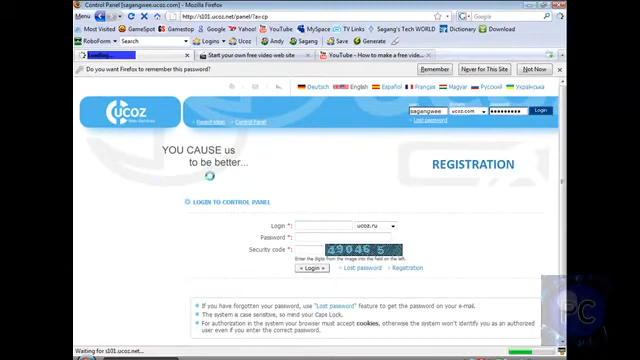 Control Panel [sagangwee.ucoz.com] - Mozilla Firefox
Menu
http://s101.ucoz.net/panel/?a=cp
Google
Most Visited
Gmail
Google
YouTube
MySpace
TV Links
Sagang's Tech WORLD
Dictionary
Download
RoboForm
Search
Logins
Ucoz
Andy
Sagang
Save
Generate
Loading...
Start your own free video web site
YouTube - How to make a free vide...
Do you want Firefox to remember this password?
Remember
Never for This Site
Not Now
Deutsch
English
Español
Français
Magyar
Русский
Українська
UCOZ
Web-Services
Registration
Control Panel
sagangwee
ucoz.com
Login
Lost password
YOU CAUSE us
to be better...
REGISTRATION
LOGIN TO CONTROL PANEL
Login *:
ucoz.ru
Password *:
Security code *:
49046 5
Enter the digits from the image into the field on the left.
« Login »
Lost password
Registration
If you have forgotten your password, use "Lost password" feature to get the password on your e-mail.
The system is case sensitive, so mind your Caps Lock.
For authorization in the system your browser must accept cookies, otherwise the system won't identify you as an authorized
user even if you enter the correct password.
PC
Waiting for s101.ucoz.net...